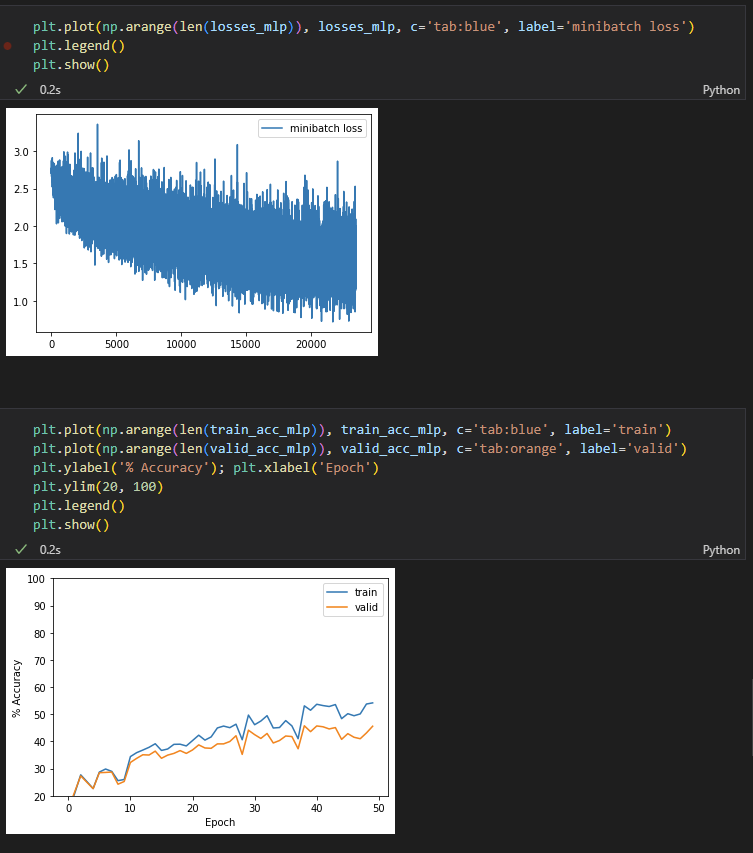 plt.plot(np.arange(len(losses_mlp)), losses_mlp, c='tab:blue', label='minibatch loss')
plt.legend()
plt.show()
0.2s
Python
minibatch loss
3.0
2.5
2.0
1.5
1.0
0 5000 10000 15000 20000
plt.plot(np.arange(len(train_acc_mlp)), train_acc_mlp, c='tab:blue', label='train')
plt.plot(np.arange(len(valid_acc_mlp)), valid_acc_mlp, c='tab:orange', label='valid')
plt.ylabel('% Accuracy'); plt.xlabel('Epoch')
plt.ylim(20, 100)
plt.legend()
plt.show()
0.2s
Python
train
valid
% Accuracy
100
90
80
70
60
50
40
30
20
0 10 20 30 40 50
Epoch